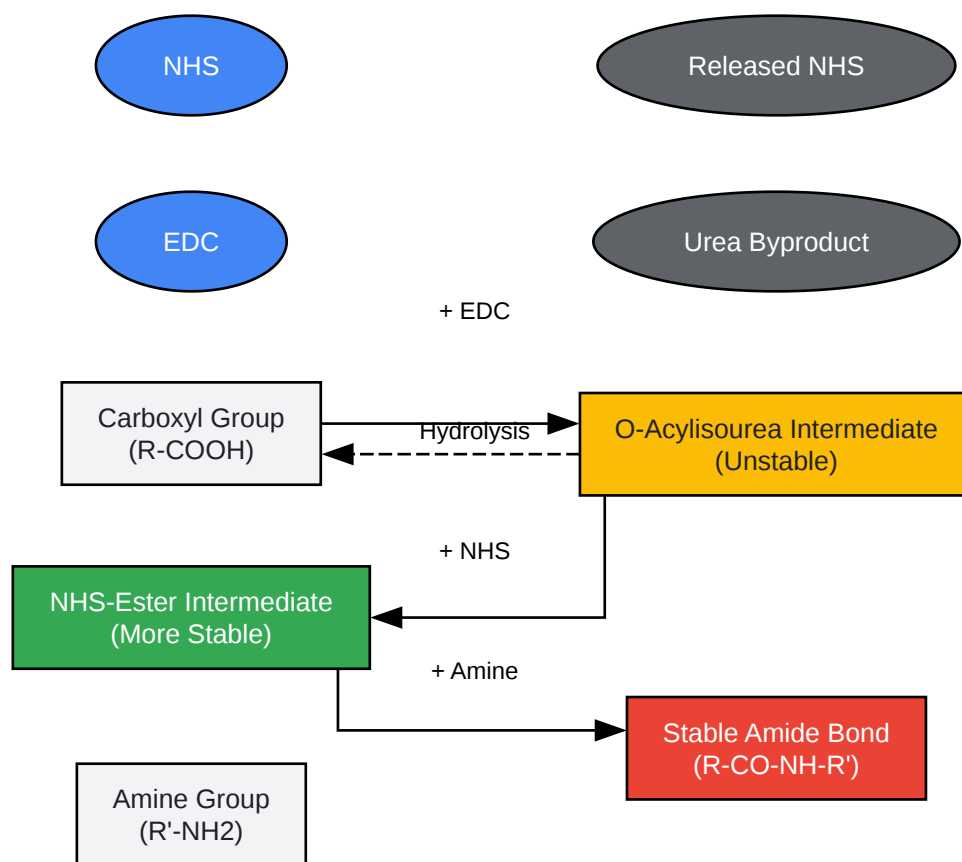 NHS
Released NHS
EDC
Urea Byproduct
+ EDC
Carboxyl Group
(R-COOH)
Hydrolysis
O-Acylisourea Intermediate
(Unstable)
+ NHS
NHS-Ester Intermediate
(More Stable)
+ Amine
Stable Amide Bond
(R-CO-NH-R')
Amine Group
(R'-NH2)